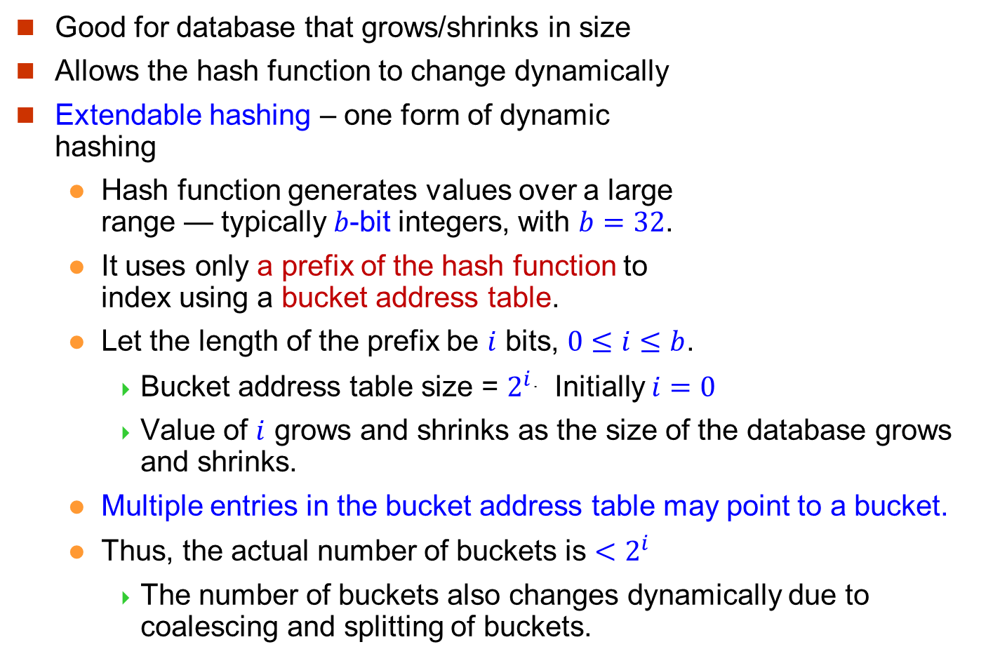 Good for database that grows/shrinks in size
Allows the hash function to change dynamically
Extendable hashing – one form of dynamic
hashing
Hash function generates values over a large
range — typically b-bit integers, with b = 32.
It uses only a prefix of the hash function to
index using a bucket address table.
Let the length of the prefix be i bits, 0 ≤ i ≤ b.
Bucket address table size = 2^i. Initially i = 0
Value of i grows and shrinks as the size of the database grows
and shrinks.
Multiple entries in the bucket address table may point to a bucket.
Thus, the actual number of buckets is < 2^i
The number of buckets also changes dynamically due to
coalescing and splitting of buckets.